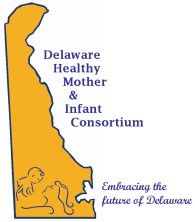 Delaware
Healthy
Mother
&
Infant
Consortium
Embracing the
future of Delaware